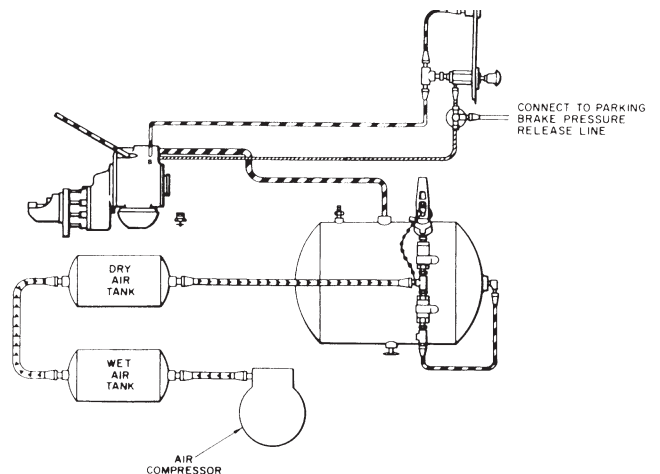 CONNECT TO PARKING
BRAKE PRESSURE
RELEASE LINE
DRY
AIR
TANK
WET
AIR
TANK
AIR
COMPRESSOR